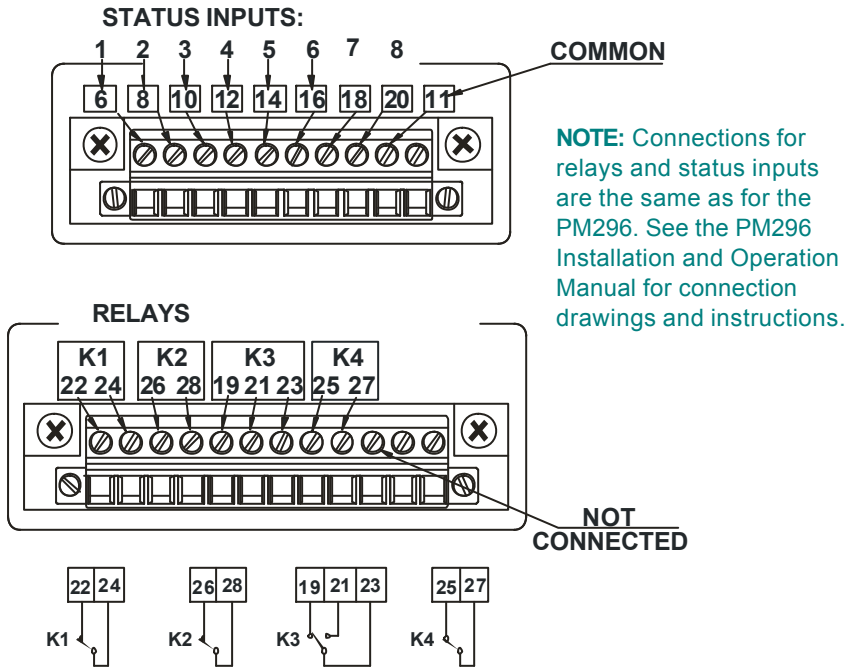 STATUS INPUTS:
1 2 3 4 5 6 7 8
COMMON
6 8 10 12 14 16 18 20 11
NOTE: Connections for
relays and status inputs
are the same as for the
PM296. See the PM296
Installation and Operation
Manual for connection
drawings and instructions.
RELAYS
K1 K2 K3 K4
22 24 26 28 19 21 23 25 27
NOT
CONNECTED
22 24 26 28 19 21 23 25 27
K1 K2 K3 K4